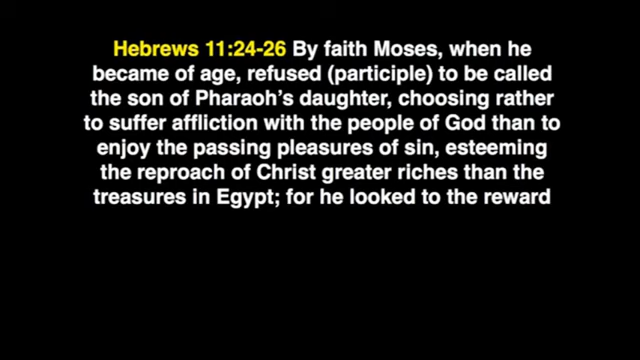 Hebrews 11:24-26 By faith Moses, when he
became of age, refused (participle) to be called
the son of Pharaoh's daughter, choosing rather
to suffer affliction with the people of God than to
enjoy the passing pleasures of sin, esteeming
the reproach of Christ greater riches than the
treasures in Egypt; for he looked to the reward